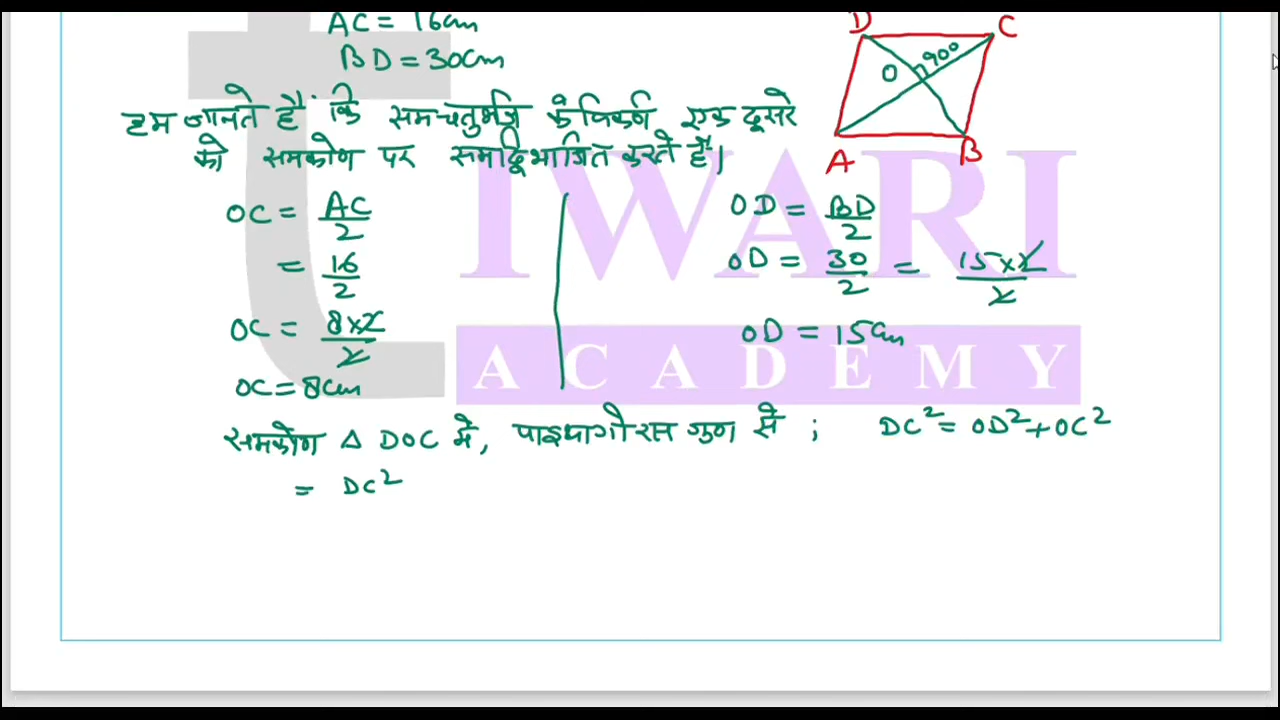 AC = 16cm
BD = 30cm
D C
O 90°
हम जानते हैं कि समचतुर्भुज के विकर्ण एक दूसरे
A B
को समकोण पर समद्विभाजित करते हैं।
IWARI
ACADEMY
OC = AC/2
OD = BD/2
= 16/2
OD = 30/2 = 15×2/2
OC = 8×2/2
OD = 15cm
OC = 8cm
समकोण Δ DOC में, पाइथागोरस गुण से ; DC² = OD² + OC²
= DC²